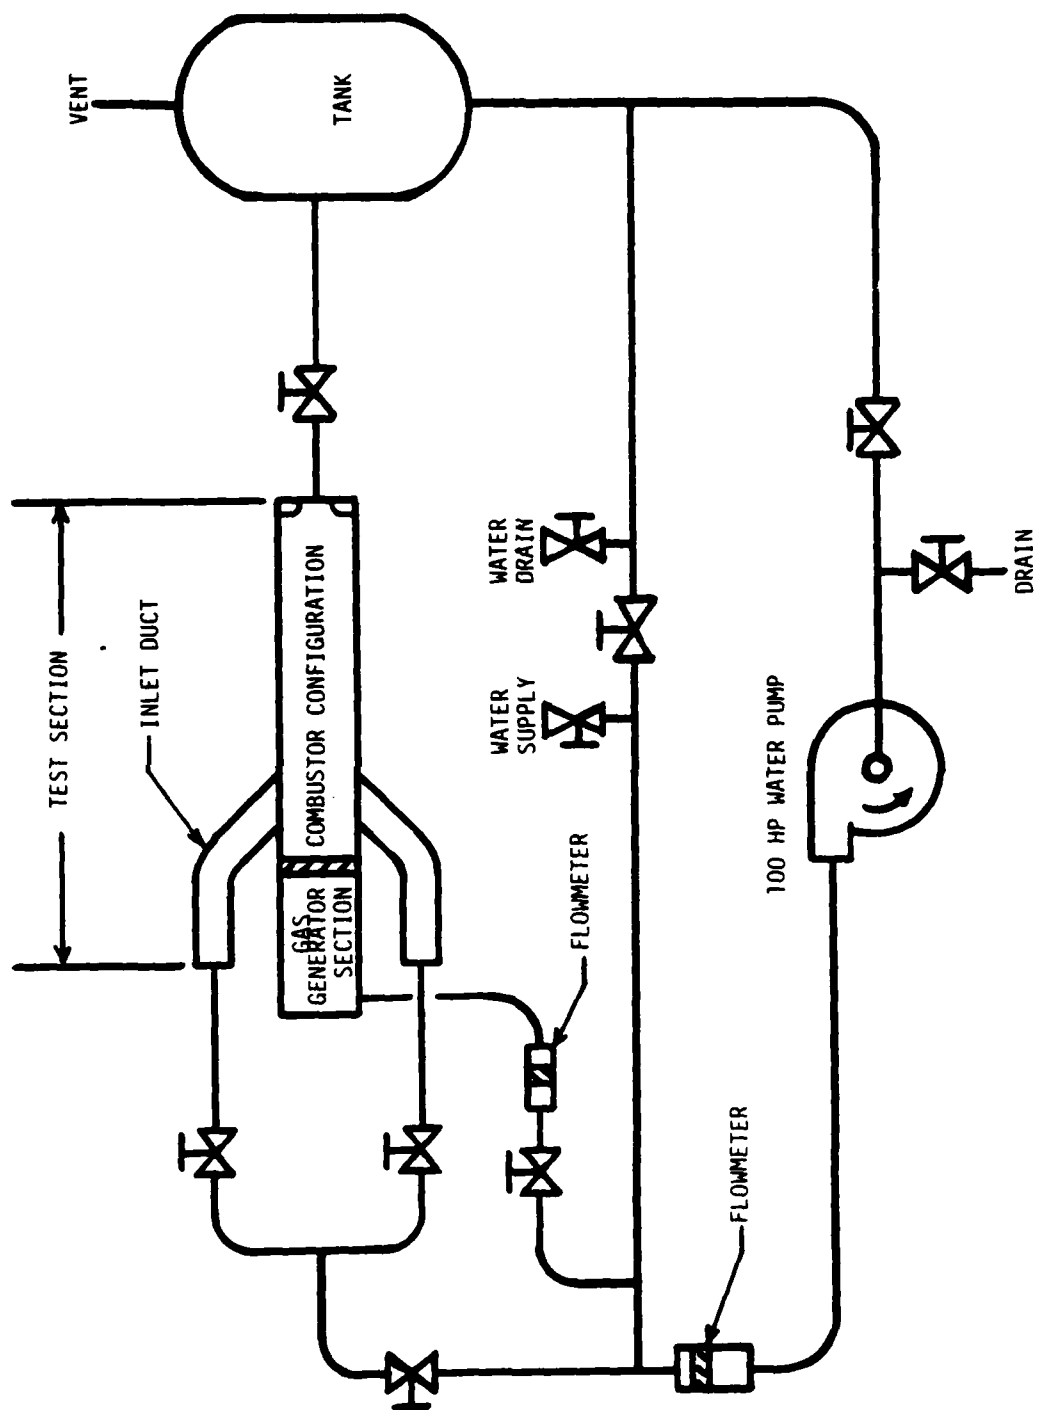 VENT
TANK
TEST SECTION
INLET DUCT
COMBUSTOR CONFIGURATION
GAS
GENERATOR
SECTION
WATER
DRAIN
WATER
SUPPLY
FLOWMETER
DRAIN
100 HP WATER PUMP
FLOWMETER